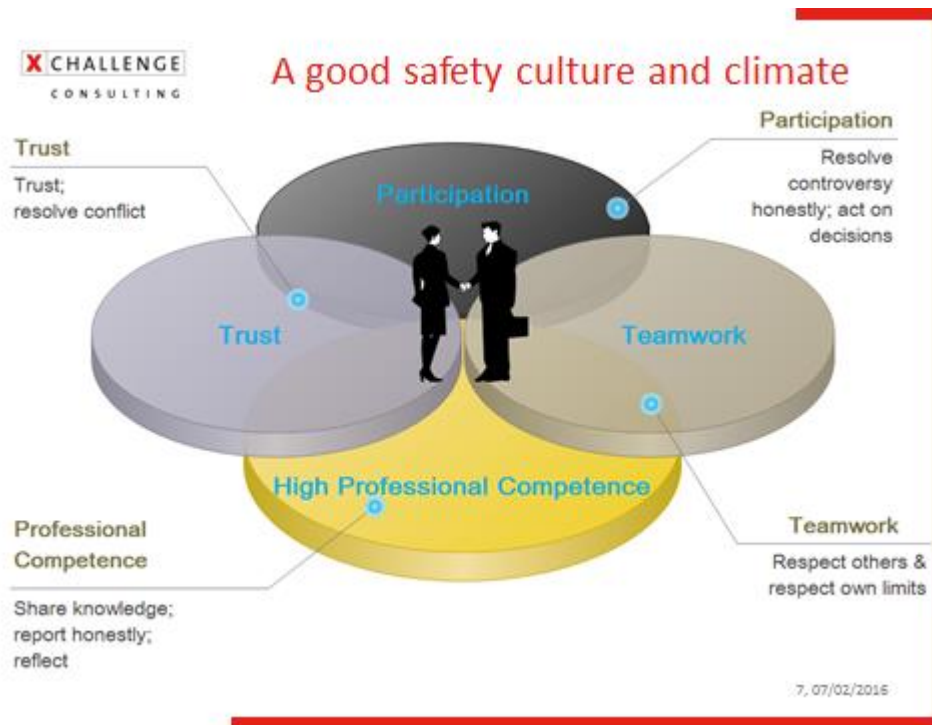 X CHALLENGE
CONSULTING
A good safety culture and climate
Trust
Trust;
resolve conflict
Participation
Resolve
controversy
honestly; act on
decisions
Participation
Trust
Teamwork
High Professional Competence
Professional
Competence
Share knowledge;
report honestly;
reflect
Teamwork
Respect others &
respect own limits
7, 07/02/2016